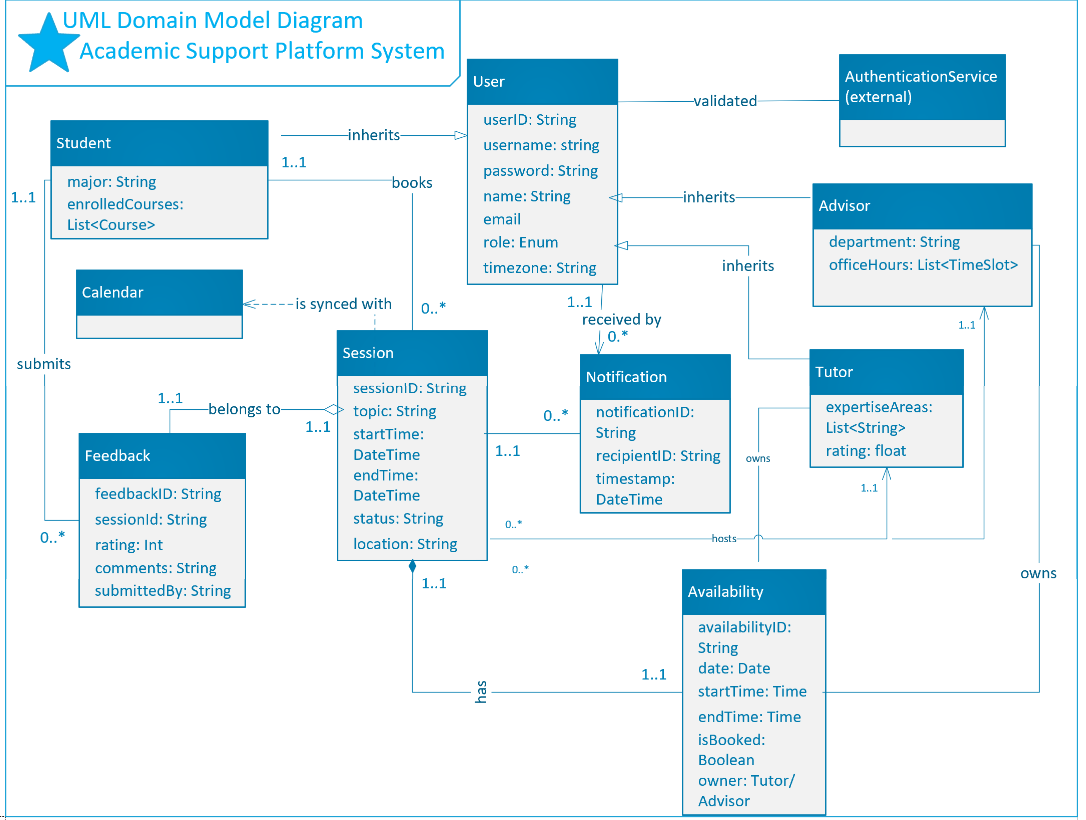 UML Domain Model Diagram
Academic Support Platform System
User
userID: String
username: string
password: String
name: String
email
role: Enum
timezone: String
AuthenticationService
(external)
validated
Student
major: String
enrolledCourses:
List<Course>
inherits
1..1
books
1..1
inherits
Advisor
department: String
officeHours: List<TimeSlot>
inherits
Calendar
is synced with
0..*
1..1
received by
0.*
1..1
Session
sessionID: String
topic: String
startTime:
DateTime
endTime:
DateTime
status: String
location: String
Notification
notificationID:
String
recipientID: String
timestamp:
DateTime
Tutor
expertiseAreas:
List<String>
rating: float
submits
1..1
belongs to
1..1
0..*
1..1
owns
1..1
Feedback
feedbackID: String
sessionId: String
rating: Int
comments: String
submittedBy: String
0..*
0..*
hosts
0..*
1..1
owns
Availability
availabilityID:
String
date: Date
startTime: Time
endTime: Time
isBooked:
Boolean
owner: Tutor/
Advisor
1..1
has